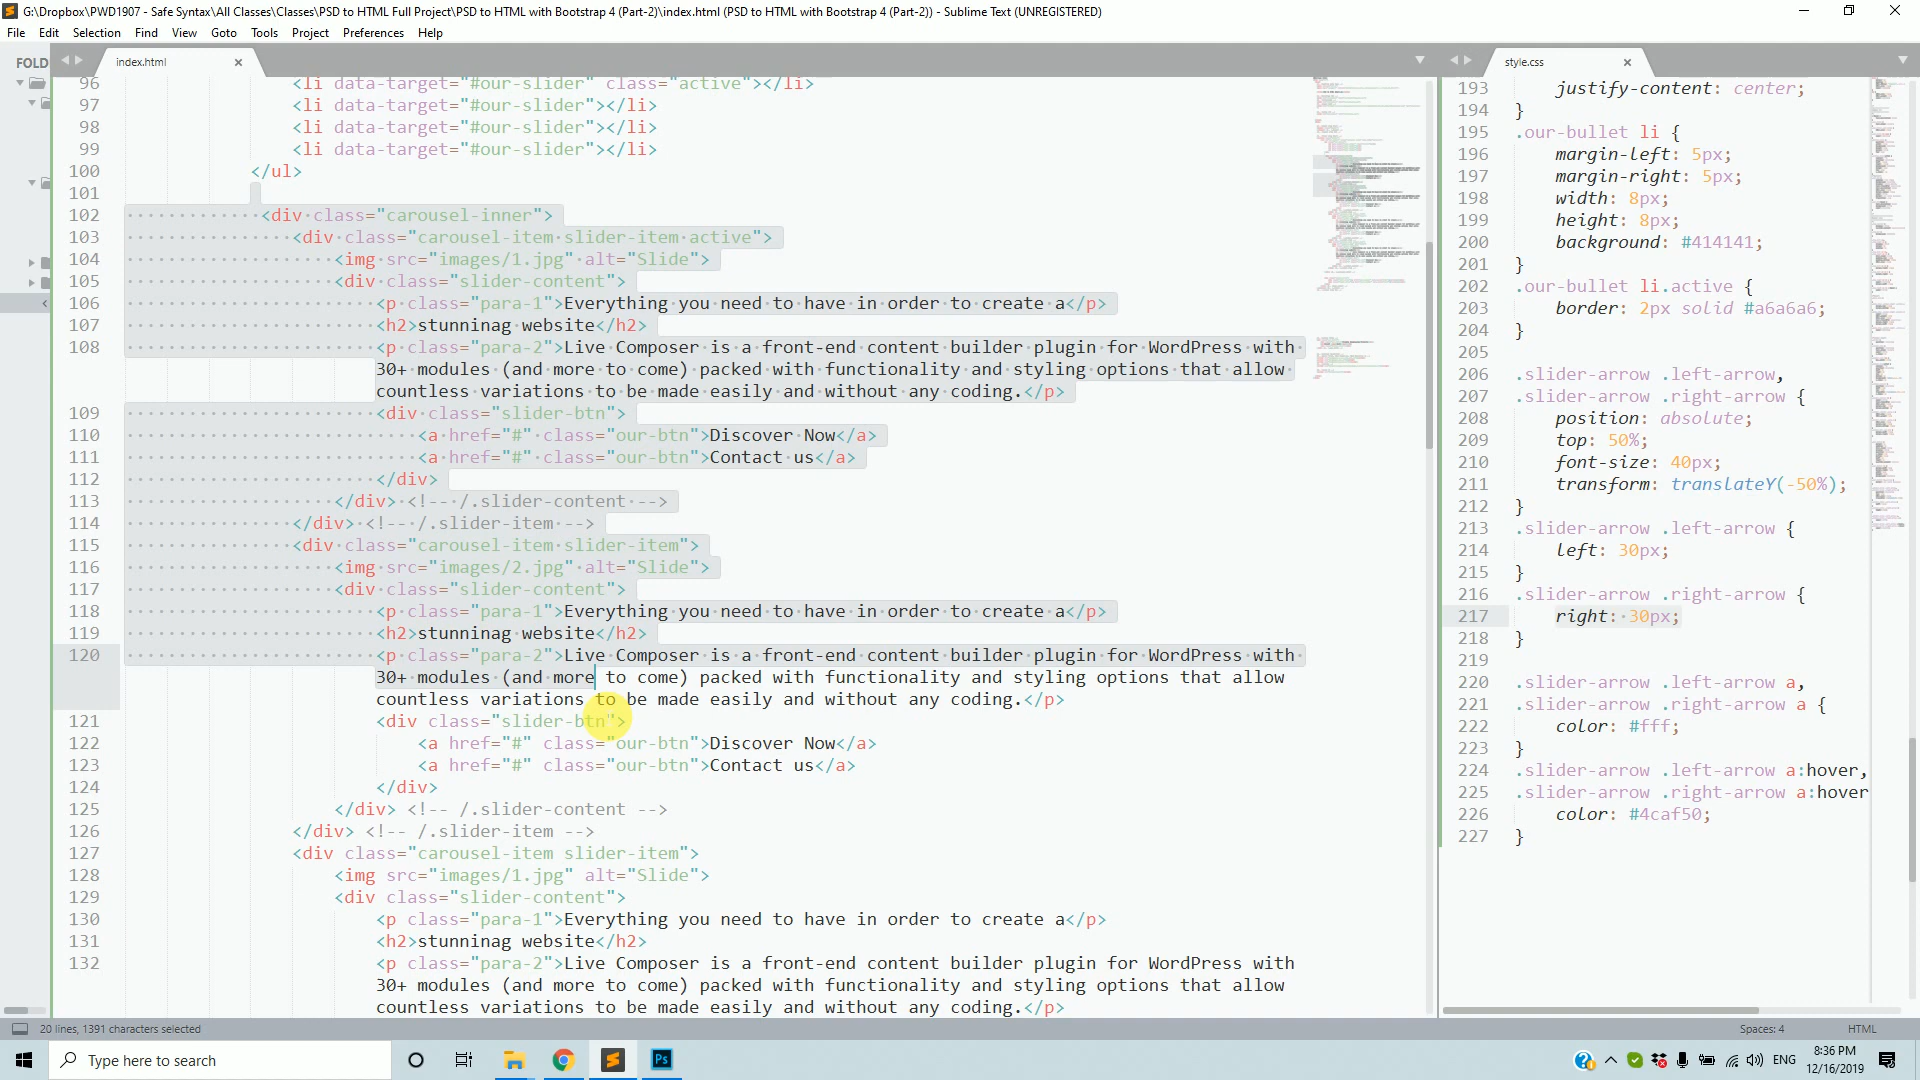 G:\Dropbox\PWD1907 - Safe Syntax\All Classes\Classes\PSD to HTML Full Project\PSD to HTML with Bootstrap 4 (Part-2)\index.html (PSD to HTML with Bootstrap 4 (Part-2)) - Sublime Text (UNREGISTERED)
File Edit Selection Find View Goto Tools Project Preferences Help
FOLD
index.html
style.css
96 <li data-target="#our-slider" class="active"></li>
97 <li data-target="#our-slider"></li>
98 <li data-target="#our-slider"></li>
99 <li data-target="#our-slider"></li>
100 </ul>
101
102 <div class="carousel-inner">
103 <div class="carousel-item slider-item active">
104 <img src="images/1.jpg" alt="Slide">
105 <div class="slider-content">
106 <p class="para-1">Everything you need to have in order to create a</p>
107 <h2>stunninag website</h2>
108 <p class="para-2">Live Composer is a front-end content builder plugin for WordPress with
30+ modules (and more to come) packed with functionality and styling options that allow
countless variations to be made easily and without any coding.</p>
109 <div class="slider-btn">
110 <a href="#" class="our-btn">Discover Now</a>
111 <a href="#" class="our-btn">Contact us</a>
112 </div>
113 </div> <!-- /.slider-content -->
114 </div> <!-- /.slider-item -->
115 <div class="carousel-item slider-item">
116 <img src="images/2.jpg" alt="Slide">
117 <div class="slider-content">
118 <p class="para-1">Everything you need to have in order to create a</p>
119 <h2>stunninag website</h2>
120 <p class="para-2">Live Composer is a front-end content builder plugin for WordPress with
30+ modules (and more to come) packed with functionality and styling options that allow
countless variations to be made easily and without any coding.</p>
121 <div class="slider-btn">
122 <a href="#" class="our-btn">Discover Now</a>
123 <a href="#" class="our-btn">Contact us</a>
124 </div>
125 </div> <!-- /.slider-content -->
126 </div> <!-- /.slider-item -->
127 <div class="carousel-item slider-item">
128 <img src="images/1.jpg" alt="Slide">
129 <div class="slider-content">
130 <p class="para-1">Everything you need to have in order to create a</p>
131 <h2>stunninag website</h2>
132 <p class="para-2">Live Composer is a front-end content builder plugin for WordPress with
30+ modules (and more to come) packed with functionality and styling options that allow
countless variations to be made easily and without any coding.</p>
193 justify-content: center;
194 }
195 .our-bullet li {
196 margin-left: 5px;
197 margin-right: 5px;
198 width: 8px;
199 height: 8px;
200 background: #414141;
201 }
202 .our-bullet li.active {
203 border: 2px solid #a6a6a6;
204 }
205
206 .slider-arrow .left-arrow,
207 .slider-arrow .right-arrow {
208 position: absolute;
209 top: 50%;
210 font-size: 40px;
211 transform: translateY(-50%);
212 }
213 .slider-arrow .left-arrow {
214 left: 30px;
215 }
216 .slider-arrow .right-arrow {
217 right: 30px;
218 }
219
220 .slider-arrow .left-arrow a,
221 .slider-arrow .right-arrow a {
222 color: #fff;
223 }
224 .slider-arrow .left-arrow a:hover,
225 .slider-arrow .right-arrow a:hover
226 color: #4caf50;
227 }
20 lines, 1391 characters selected
Spaces: 4 HTML
Type here to search
Ps
ENG
8:36 PM
12/16/2019